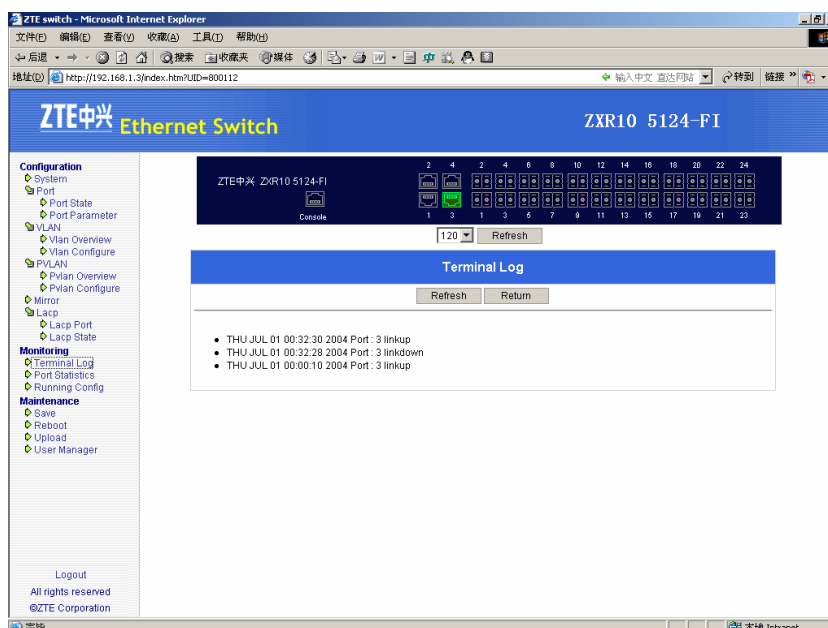 ZTE switch - Microsoft Internet Explorer
文件(F) 编辑(E) 查看(V) 收藏(A) 工具(T) 帮助(H)
后退 搜索 收藏夹 媒体
地址(D) http://192.168.1.3/index.htm?UID=800112 输入中文 直达网站 转到 链接 »
ZTE中兴 Ethernet Switch
ZXR10 5124-FI
Configuration
System
Port
Port State
Port Parameter
VLAN
Vlan Overview
Vlan Configure
PVLAN
Pvlan Overview
Pvlan Configure
Mirror
Lacp
Lacp Port
Lacp State
Monitoring
Terminal Log
Port Statistics
Running Config
Maintenance
Save
Reboot
Upload
User Manager
Logout
All rights reserved
©ZTE Corporation
2 4 2 4 6 8 10 12 14 16 18 20 22 24
ZTE中兴 ZXR10 5124-FI
Console 1 3 1 3 5 7 9 11 13 15 17 19 21 23
120 Refresh
Terminal Log
Refresh Return
THU JUL 01 00:32:30 2004 Port : 3 linkup
THU JUL 01 00:32:28 2004 Port : 3 linkdown
THU JUL 01 00:00:10 2004 Port : 3 linkup
完毕 本地 Intranet